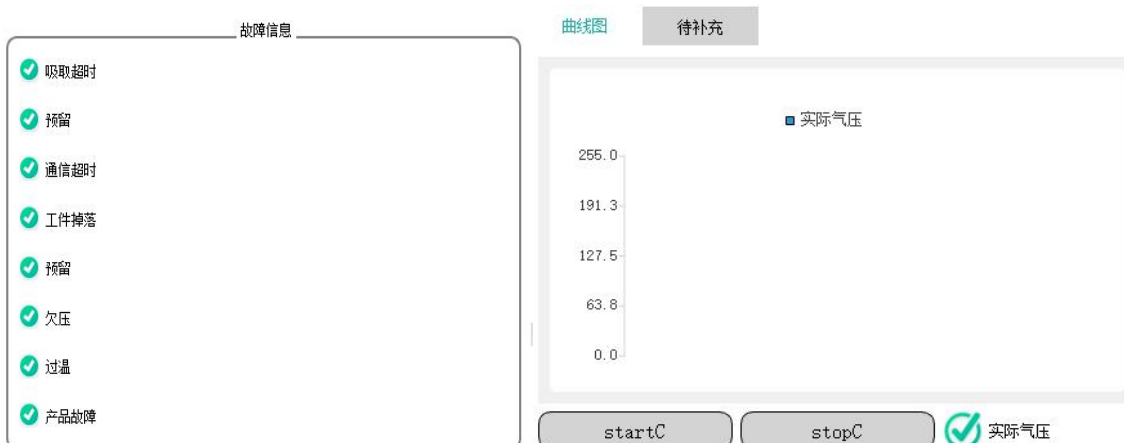 故障信息
吸取超时
预留
通信超时
工件掉落
预留
欠压
过温
产品故障
曲线图
待补充
实际气压
255.0
191.3
127.5
63.8
0.0
startC
stopC
实际气压